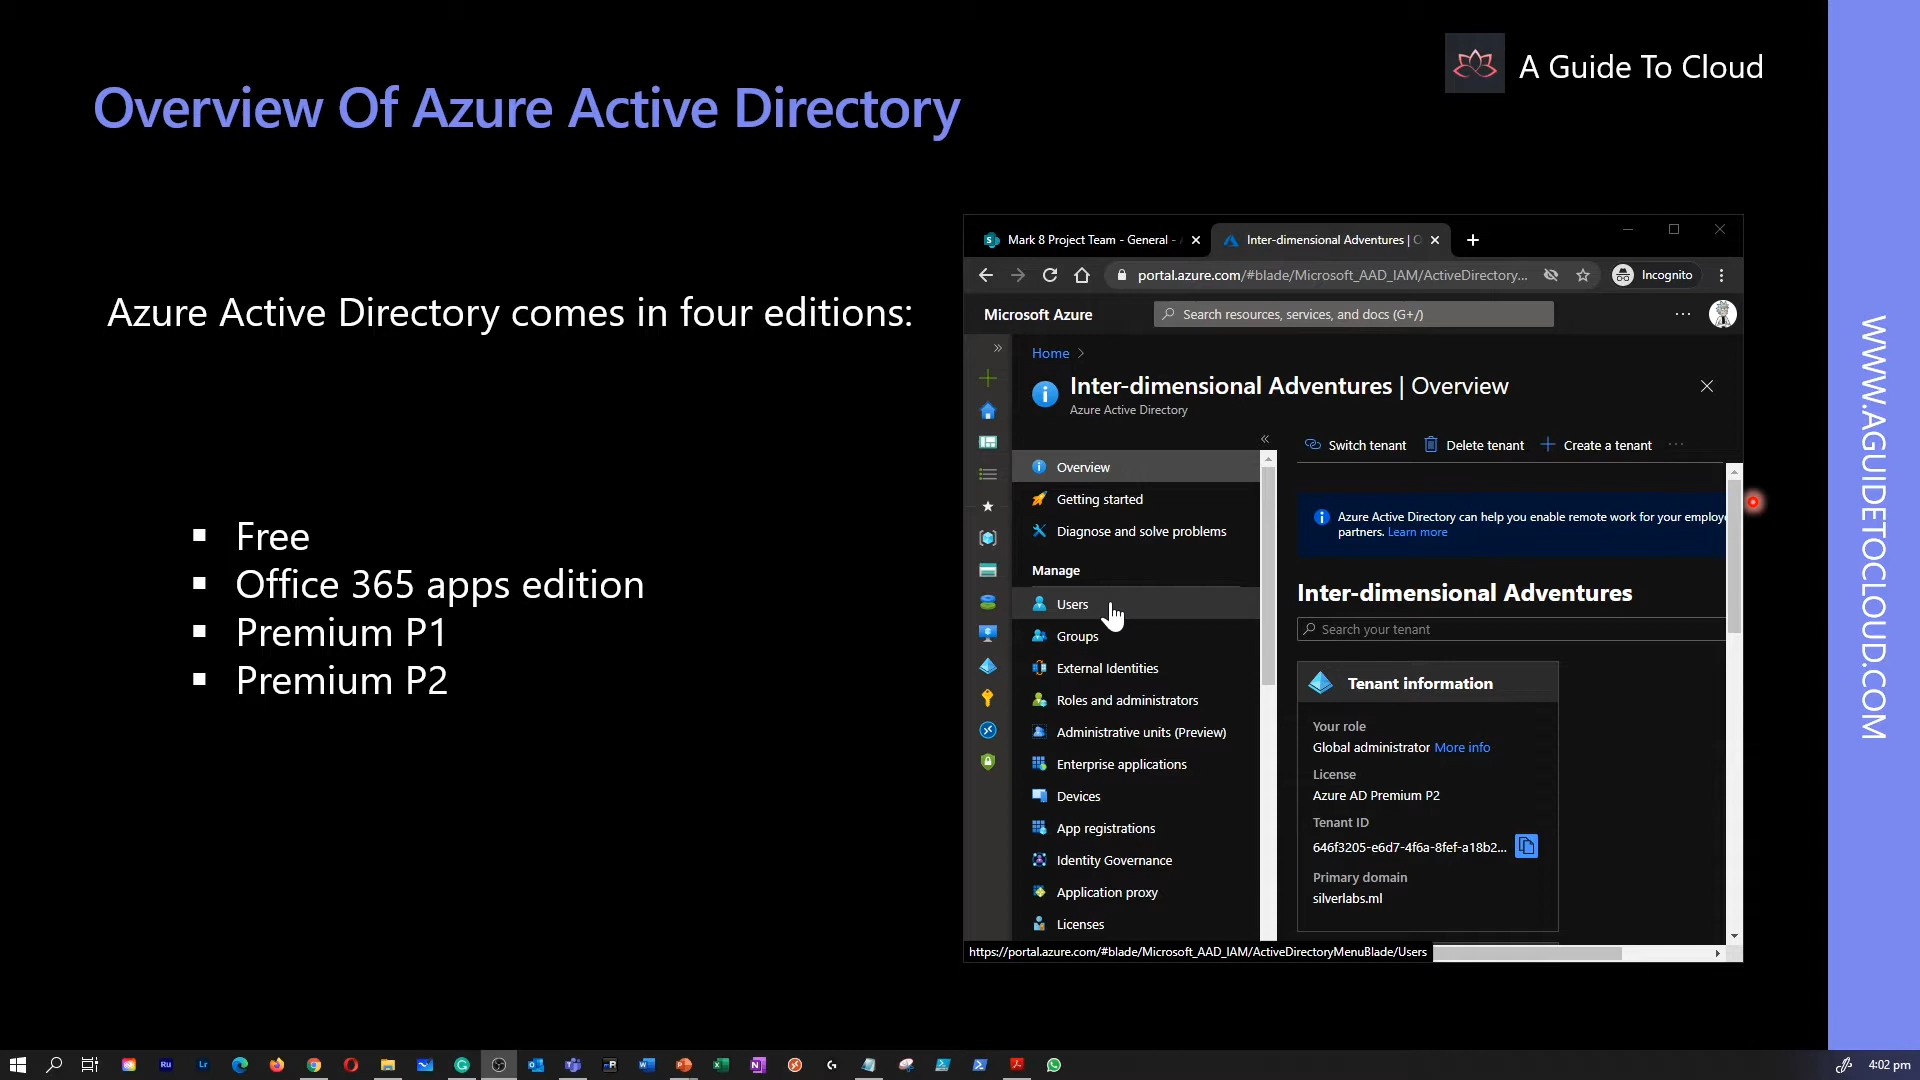 A Guide To Cloud
Overview Of Azure Active Directory
Azure Active Directory comes in four editions:
▪ Free
▪ Office 365 apps edition
▪ Premium P1
▪ Premium P2
Mark 8 Project Team - General -
Inter-dimensional Adventures |
portal.azure.com/#blade/Microsoft_AAD_IAM/ActiveDirectory...
Incognito
Microsoft Azure
Search resources, services, and docs (G+/)
Home >
Inter-dimensional Adventures | Overview
Azure Active Directory
Overview
Getting started
Diagnose and solve problems
Manage
Users
Groups
External Identities
Roles and administrators
Administrative units (Preview)
Enterprise applications
Devices
App registrations
Identity Governance
Application proxy
Licenses
Switch tenant
Delete tenant
Create a tenant
Azure Active Directory can help you enable remote work for your employe
partners. Learn more
Inter-dimensional Adventures
Search your tenant
Tenant information
Your role
Global administrator More info
License
Azure AD Premium P2
Tenant ID
646f3205-e6d7-4f6a-8fef-a18b2...
Primary domain
silverlabs.ml
https://portal.azure.com/#blade/Microsoft_AAD_IAM/ActiveDirectoryMenuBlade/Users
WWW.AGUIDETOCLOUD.COM
4:02 pm